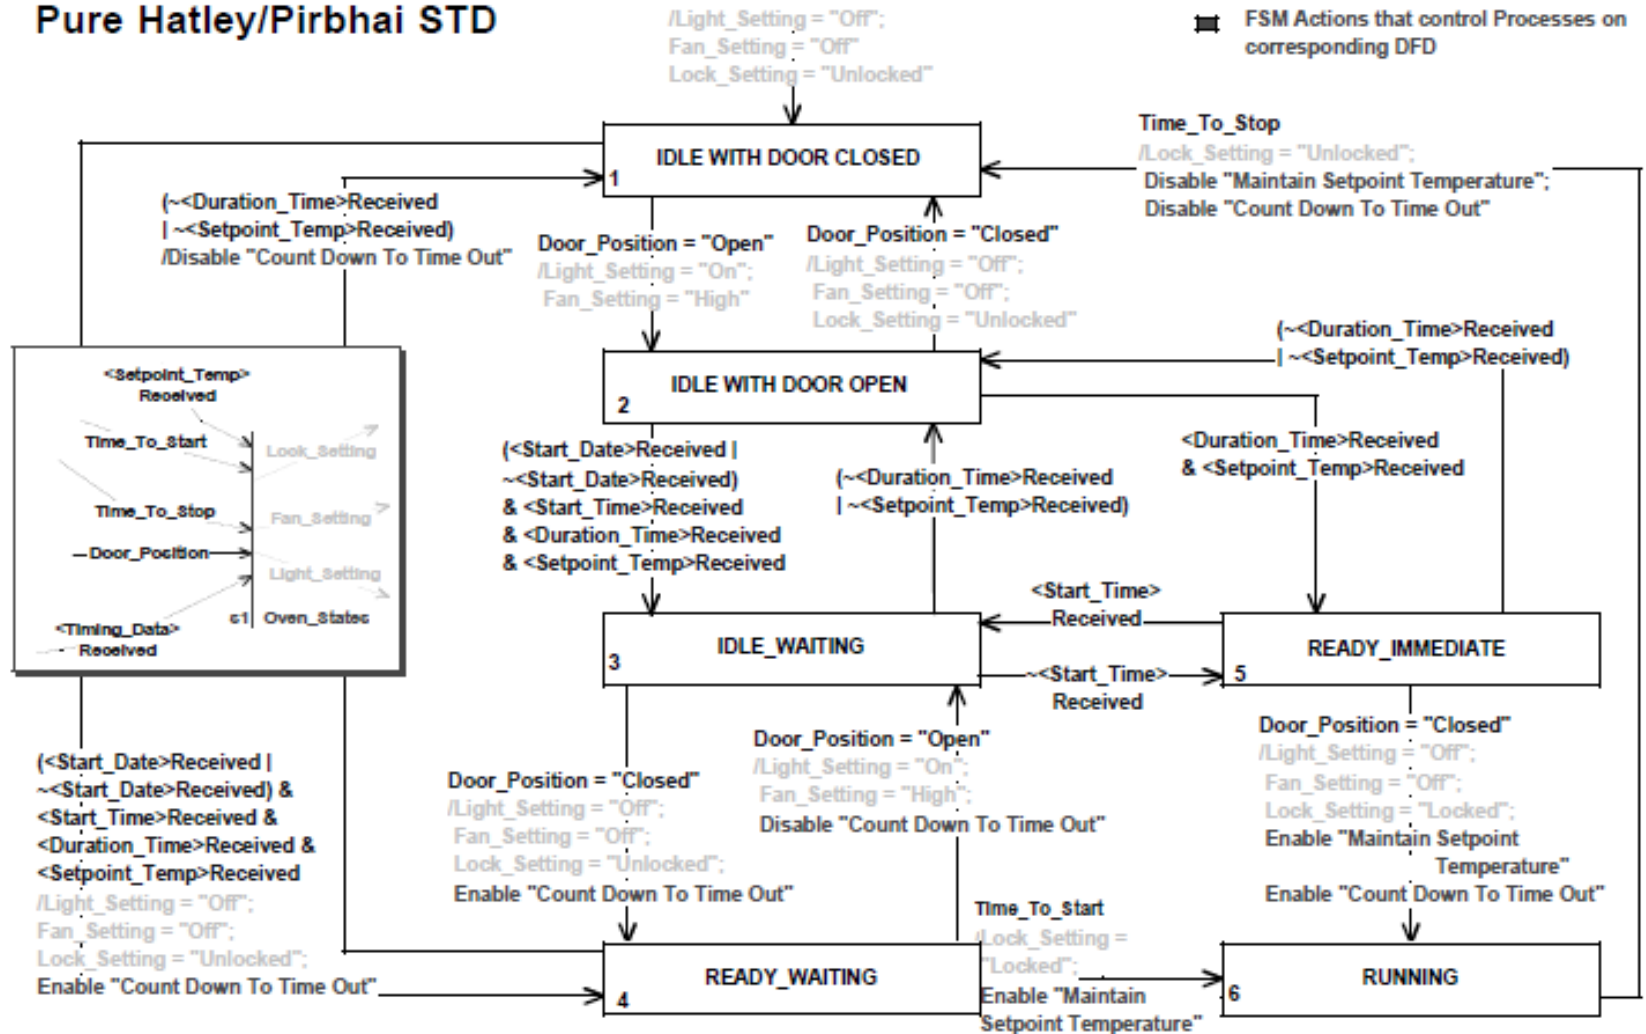 Pure Hatley/Pirbhai STD
/Light_Setting = "Off";
Fan_Setting = "Off"
Lock_Setting = "Unlocked"
FSM Actions that control Processes on
corresponding DFD
IDLE WITH DOOR CLOSED
1
Time_To_Stop
/Lock_Setting = "Unlocked";
Disable "Maintain Setpoint Temperature";
Disable "Count Down To Time Out"
(~<Duration_Time>Received
| ~<Setpoint_Temp>Received)
/Disable "Count Down To Time Out"
Door_Position = "Open"
/Light_Setting = "On";
Fan_Setting = "High"
Door_Position = "Closed"
/Light_Setting = "Off";
Fan_Setting = "Off";
Lock_Setting = "Unlocked"
(~<Duration_Time>Received
| ~<Setpoint_Temp>Received)
IDLE WITH DOOR OPEN
2
<Setpoint_Temp>
Received
Time_To_Start
Lock_Setting
Time_To_Stop
Fan_Setting
Door_Position
Light_Setting
s1
Oven_States
<Timing_Data>
Received
(<Start_Date>Received |
~<Start_Date>Received)
& <Start_Time>Received
& <Duration_Time>Received
& <Setpoint_Temp>Received
(~<Duration_Time>Received
| ~<Setpoint_Temp>Received)
<Duration_Time>Received
& <Setpoint_Temp>Received
IDLE_WAITING
3
<Start_Time>
Received
~<Start_Time>
Received
READY_IMMEDIATE
5
(<Start_Date>Received |
~<Start_Date>Received) &
<Start_Time>Received &
<Duration_Time>Received &
<Setpoint_Temp>Received
/Light_Setting = "Off";
Fan_Setting = "Off";
Lock_Setting = "Unlocked";
Enable "Count Down To Time Out"
Door_Position = "Closed"
/Light_Setting = "Off";
Fan_Setting = "Off";
Lock_Setting = "Unlocked";
Enable "Count Down To Time Out"
Door_Position = "Open"
/Light_Setting = "On";
Fan_Setting = "High";
Disable "Count Down To Time Out"
Door_Position = "Closed"
/Light_Setting = "Off";
Fan_Setting = "Off";
Lock_Setting = "Locked";
Enable "Maintain Setpoint
Temperature"
Enable "Count Down To Time Out"
READY_WAITING
4
Time_To_Start
/Lock_Setting =
"Locked";
Enable "Maintain
Setpoint Temperature"
RUNNING
6